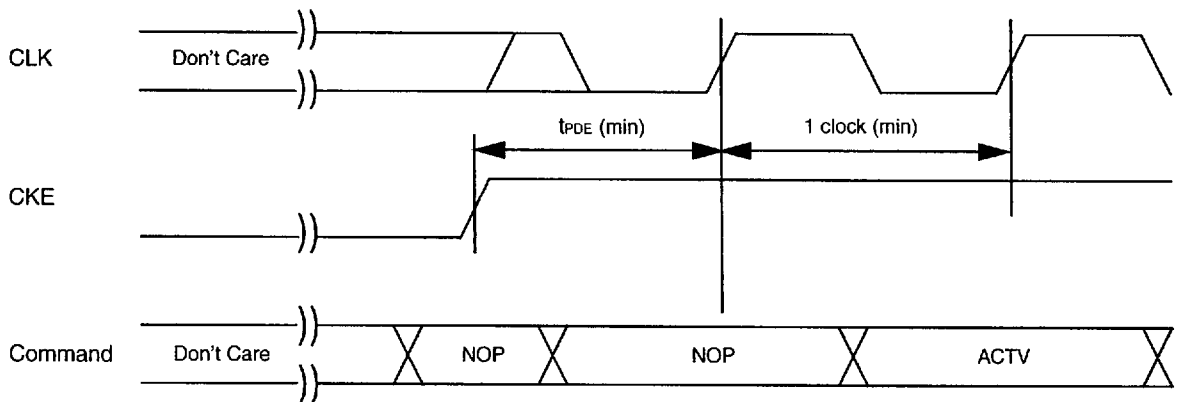 CLK
Don't Care
tPDE (min)
1 clock (min)
CKE
Command
Don't Care
NOP
NOP
ACTV